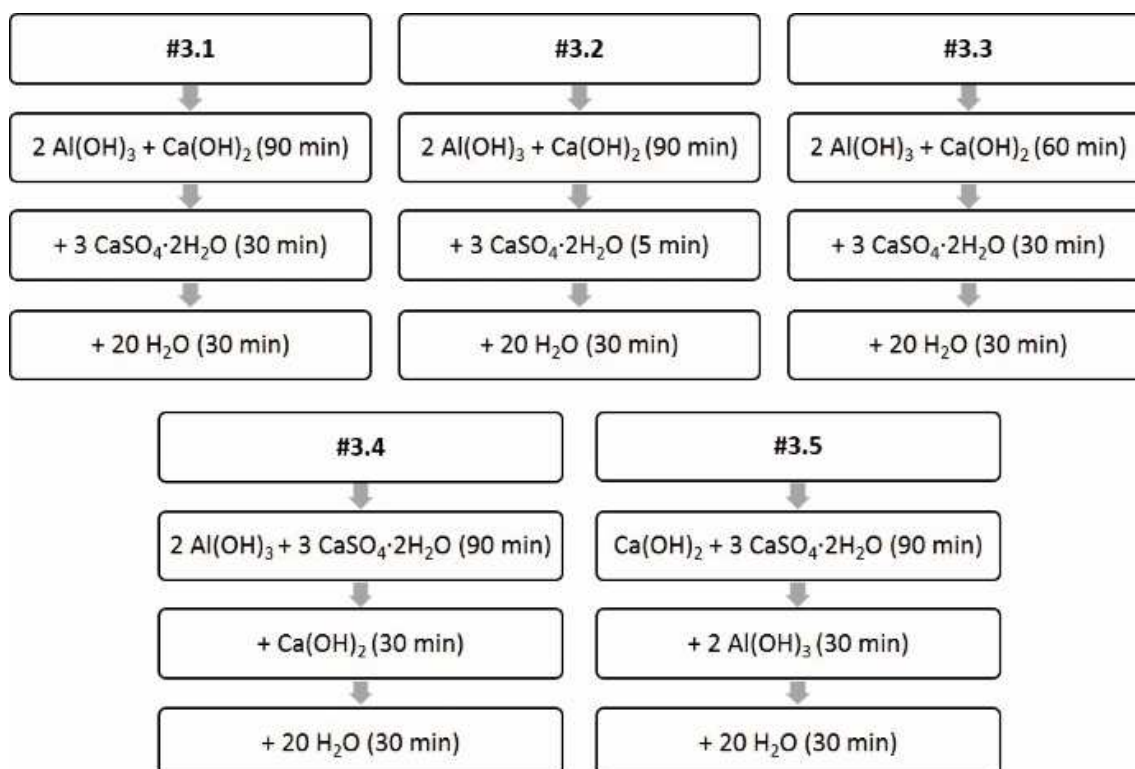 #3.1
2 Al(OH)₃ + Ca(OH)₂ (90 min)
+ 3 CaSO₄·2H₂O (30 min)
+ 20 H₂O (30 min)
#3.2
2 Al(OH)₃ + Ca(OH)₂ (90 min)
+ 3 CaSO₄·2H₂O (5 min)
+ 20 H₂O (30 min)
#3.3
2 Al(OH)₃ + Ca(OH)₂ (60 min)
+ 3 CaSO₄·2H₂O (30 min)
+ 20 H₂O (30 min)
#3.4
2 Al(OH)₃ + 3 CaSO₄·2H₂O (90 min)
+ Ca(OH)₂ (30 min)
+ 20 H₂O (30 min)
#3.5
Ca(OH)₂ + 3 CaSO₄·2H₂O (90 min)
+ 2 Al(OH)₃ (30 min)
+ 20 H₂O (30 min)